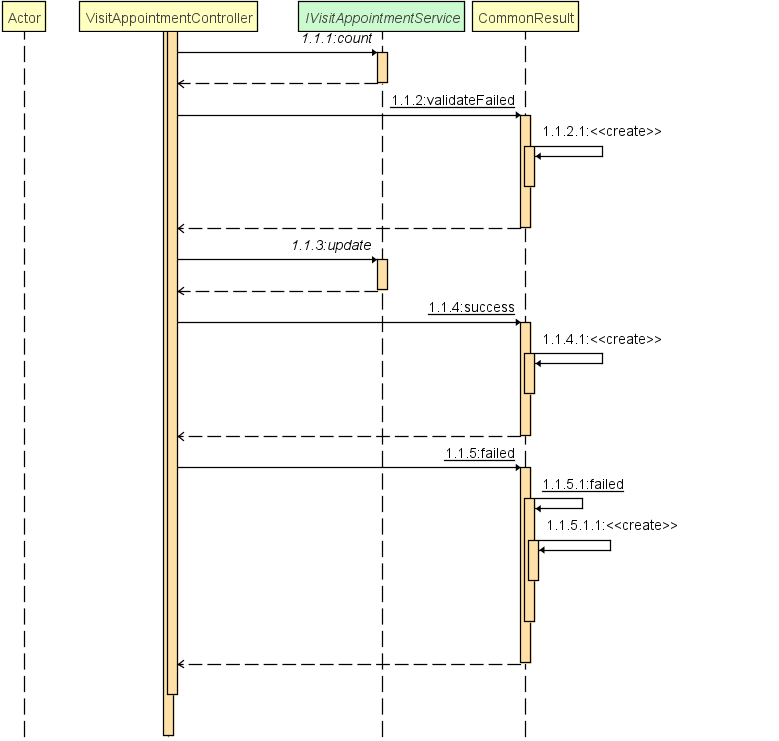 Actor
VisitAppointmentController
IVisitAppointmentService
CommonResult
1.1.1:count
1.1.2:validateFailed
1.1.2.1:<<create>>
1.1.3:update
1.1.4:success
1.1.4.1:<<create>>
1.1.5:failed
1.1.5.1:failed
1.1.5.1.1:<<create>>